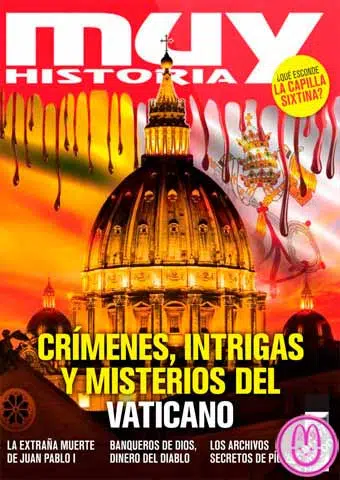 muy
HISTORIA
¿QUÉ ESCONDE
LA CAPILLA
SIXTINA?
CRÍMENES, INTRIGAS
Y MISTERIOS DEL
VATICANO
LA EXTRAÑA MUERTE
DE JUAN PABLO I
BANQUEROS DE DIOS,
DINERO DEL DIABLO
LOS ARCHIVOS
SECRETOS DE